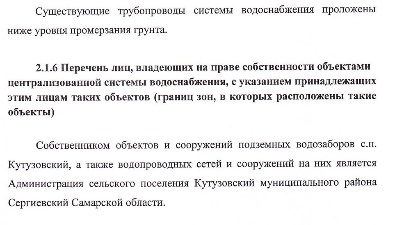 Существующие трубопроводы системы водоснабжения проложены
ниже уровня промерзания грунта.
2.1.6 Перечень лиц, владеющих на праве собственности объектами
централизованной системы водоснабжения, с указанием принадлежащих
этим лицам таких объектов (границ зон, в которых расположены такие
объекты)
Собственником объектов и сооружений подземных водозаборов с.п.
Кутузовский, а также водопроводных сетей и сооружений на них является
Администрация сельского поселения Кутузовский муниципального района
Сергиевский Самарской области.